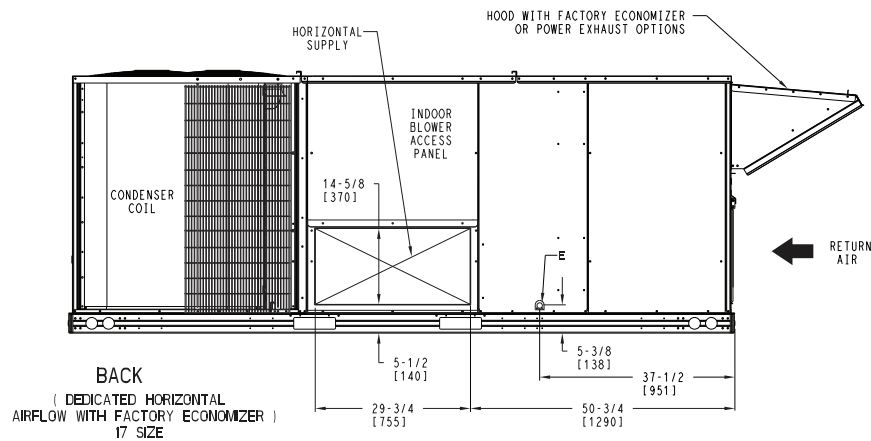 HOOD WITH FACTORY ECONOMIZER
OR POWER EXHAUST OPTIONS
HORIZONTAL
SUPPLY
INDOOR
BLOWER
ACCESS
PANEL
CONDENSER
COIL
14-5/8
[370]
E
RETURN
AIR
5-1/2
[140]
5-3/8
[138]
37-1/2
[951]
29-3/4
[755]
50-3/4
[1290]
BACK
( DEDICATED HORIZONTAL
AIRFLOW WITH FACTORY ECONOMIZER )
17 SIZE